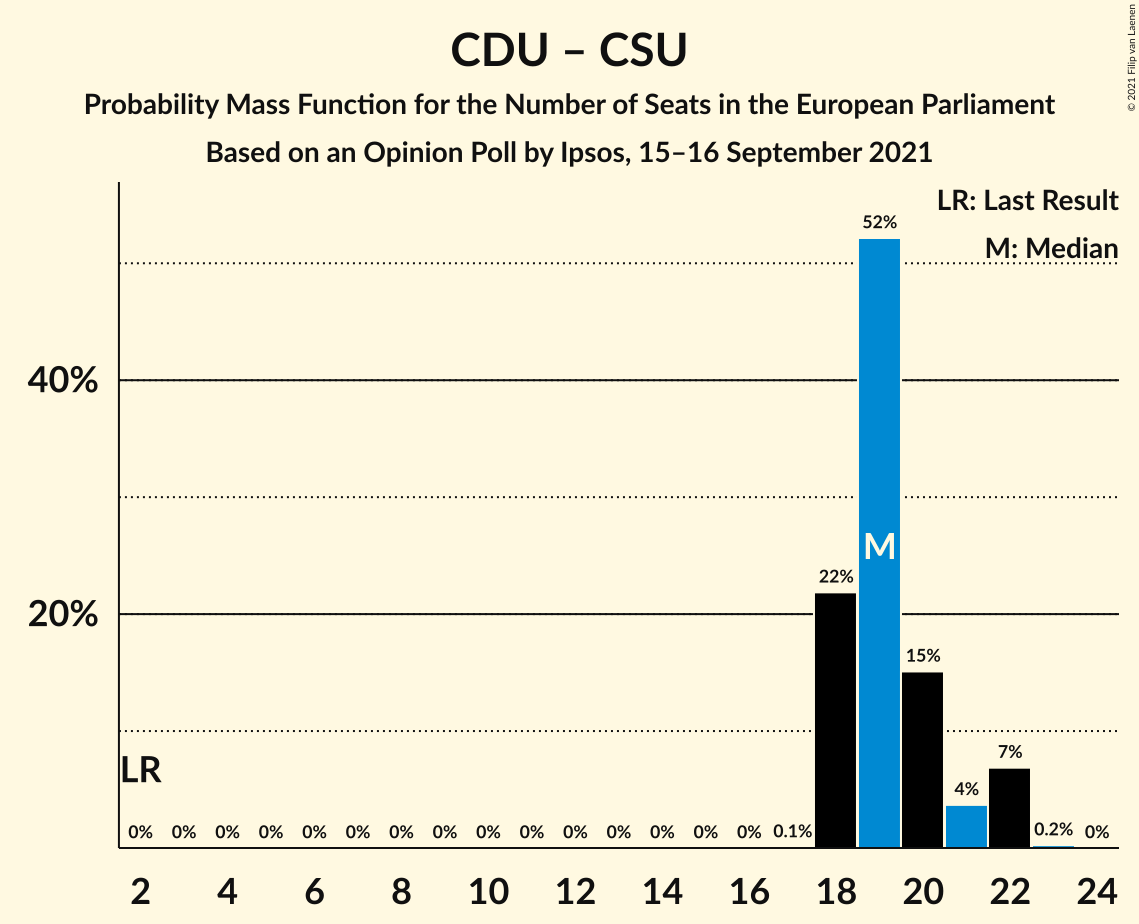 CDU – CSU
Probability Mass Function for the Number of Seats in the European Parliament
Based on an Opinion Poll by Ipsos, 15–16 September 2021
© 2021 Filip van Laenen
LR: Last Result
M: Median
52%
40%
M
22%
20%
15%
7%
LR
4%
0% 0% 0% 0% 0% 0% 0% 0% 0% 0% 0% 0% 0% 0% 0% 0.1% 0.2% 0%
2 4 6 8 10 12 14 16 18 20 22 24